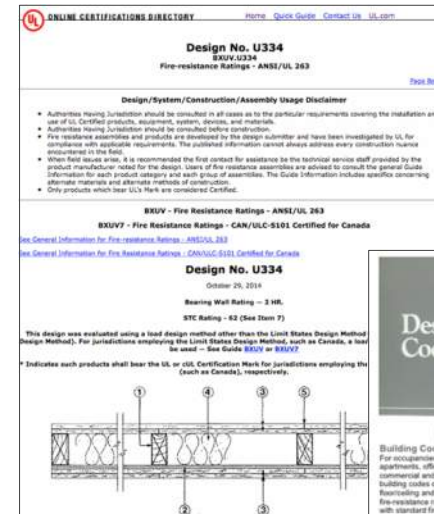 UL ONLINE CERTIFICATIONS DIRECTORY Home Quick Guide Contact Us UL.com
Design No. U334
BXUV.U334
Fire-resistance Ratings - ANSI/UL 263
Page Bo
Design/System/Construction/Assembly Usage Disclaimer
• Authorities Having Jurisdiction should be consulted in all cases as to the particular requirements covering the installation an
use of UL Certified products, equipment, system, devices, and materials.
• Authorities Having Jurisdiction should be consulted before construction.
• Fire resistance assemblies and products are developed by the design submitter and have been investigated by UL for
compliance with applicable requirements. The published information cannot always address every construction nuance
encountered in the field.
• When field issues arise, it is recommended the first contact for assistance be the technical service staff provided by the
product manufacturer noted for the design. Users of fire resistance assemblies are advised to consult the general Guide
Information for each product category and each group of assemblies. The Guide Information includes specifics concerning
alternate materials and alternate methods of construction.
• Only products which bear UL's Mark are considered Certified.
BXUV - Fire Resistance Ratings - ANSI/UL 263
BXUV7 - Fire Resistance Ratings - CAN/ULC-S101 Certified for Canada
See General Information for Fire-resistance Ratings - ANSI/UL 263
See General Information for Fire Resistance Ratings - CAN/ULC-S101 Certified for Canada
Design No. U334
October 29, 2014
Bearing Wall Rating — 2 HR.
STC Rating - 62 (See Item 7)
This design was evaluated using a load design method other than the Limit States Design Method
Design Method). For jurisdictions employing the Limit States Design Method, such as Canada, a load
be used — See Guide BXUV or BXUV7
* Indicates such products shall bear the UL or cUL Certification Mark for jurisdictions employing the
(such as Canada), respectively.
1 4 3 5
2 3
Des
Coo
Building Co
For occupancie
apartments, offi
commercial and
building codes
floor/ceiling and
fire-resistance r
with standard fi